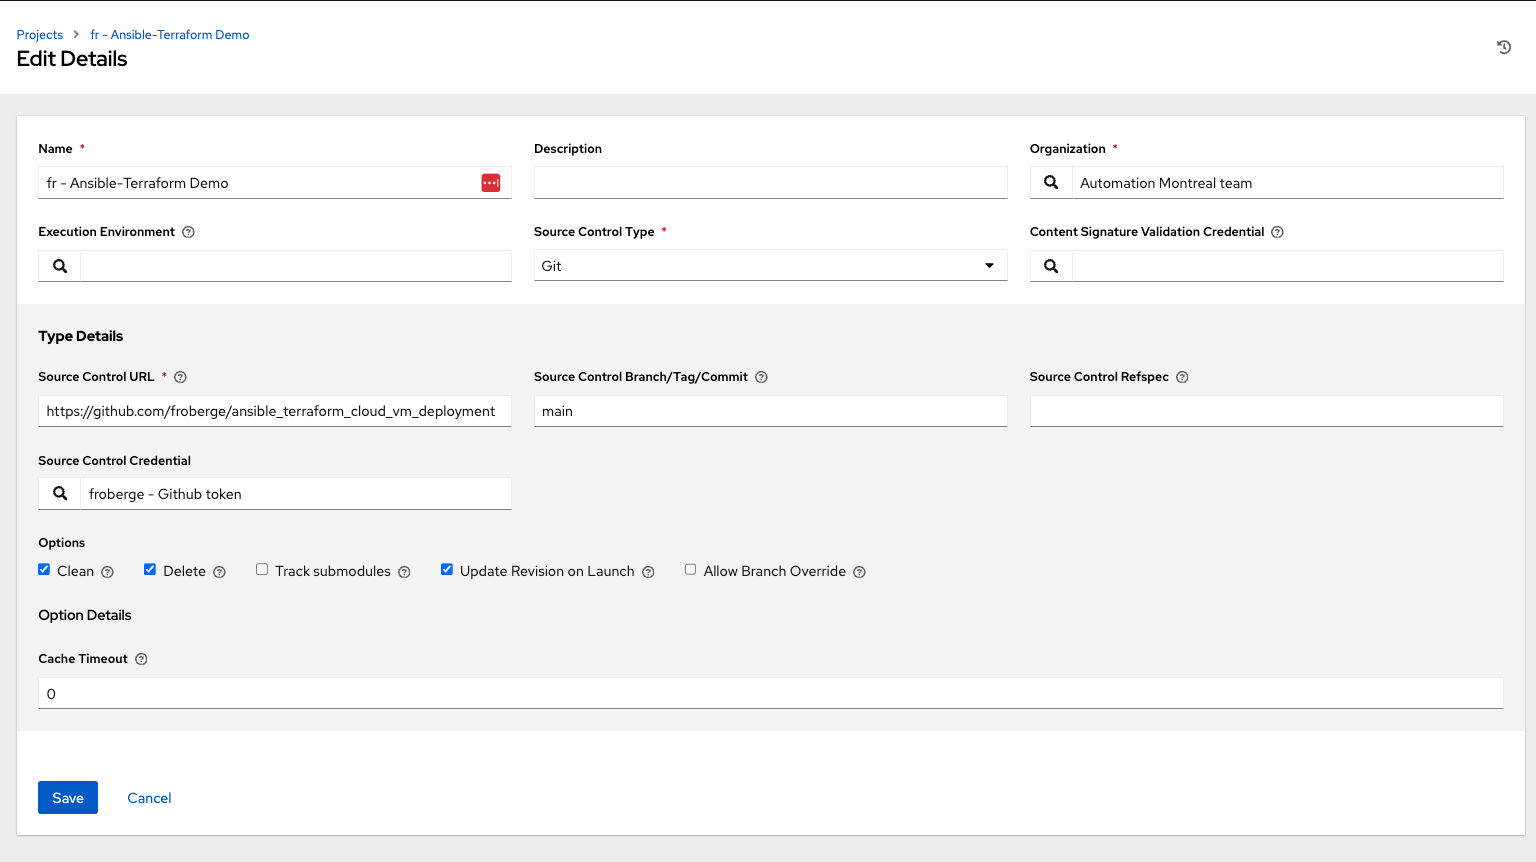 Projects > fr - Ansible-Terraform Demo
Edit Details
Name * Description Organization *
fr - Ansible-Terraform Demo Automation Montreal team
Execution Environment Source Control Type * Content Signature Validation Credential
Git
Type Details
Source Control URL * Source Control Branch/Tag/Commit Source Control Refspec
https://github.com/froberge/ansible_terraform_cloud_vm_deployment main
Source Control Credential
froberge - Github token
Options
Clean Delete Track submodules Update Revision on Launch Allow Branch Override
Option Details
Cache Timeout
0
Save Cancel